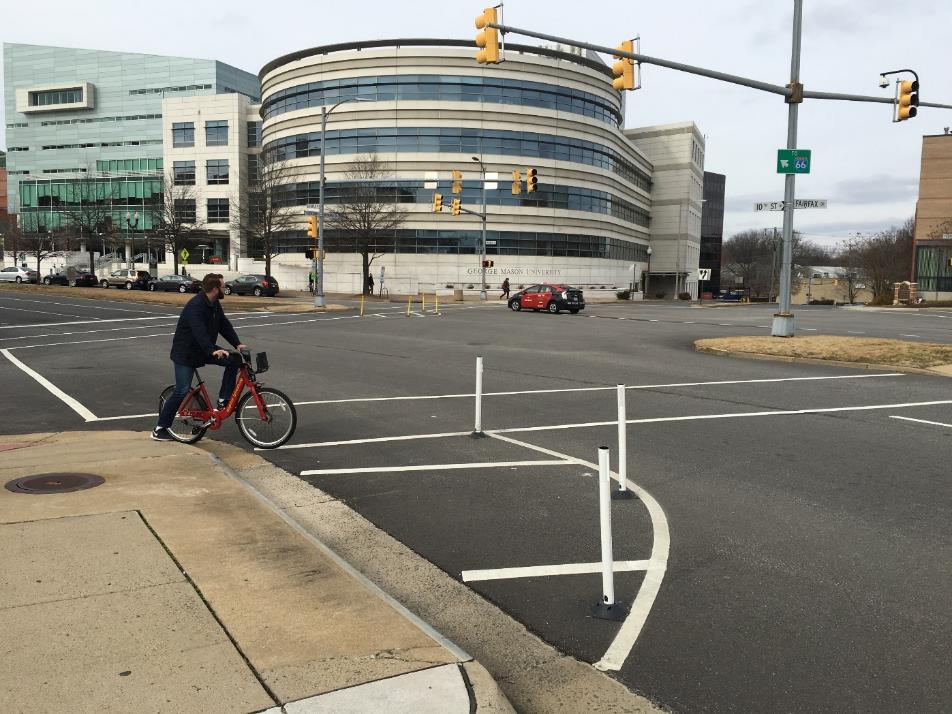 TO
66
10TH ST
FAIRFAX
GEORGE MASON UNIVERSITY